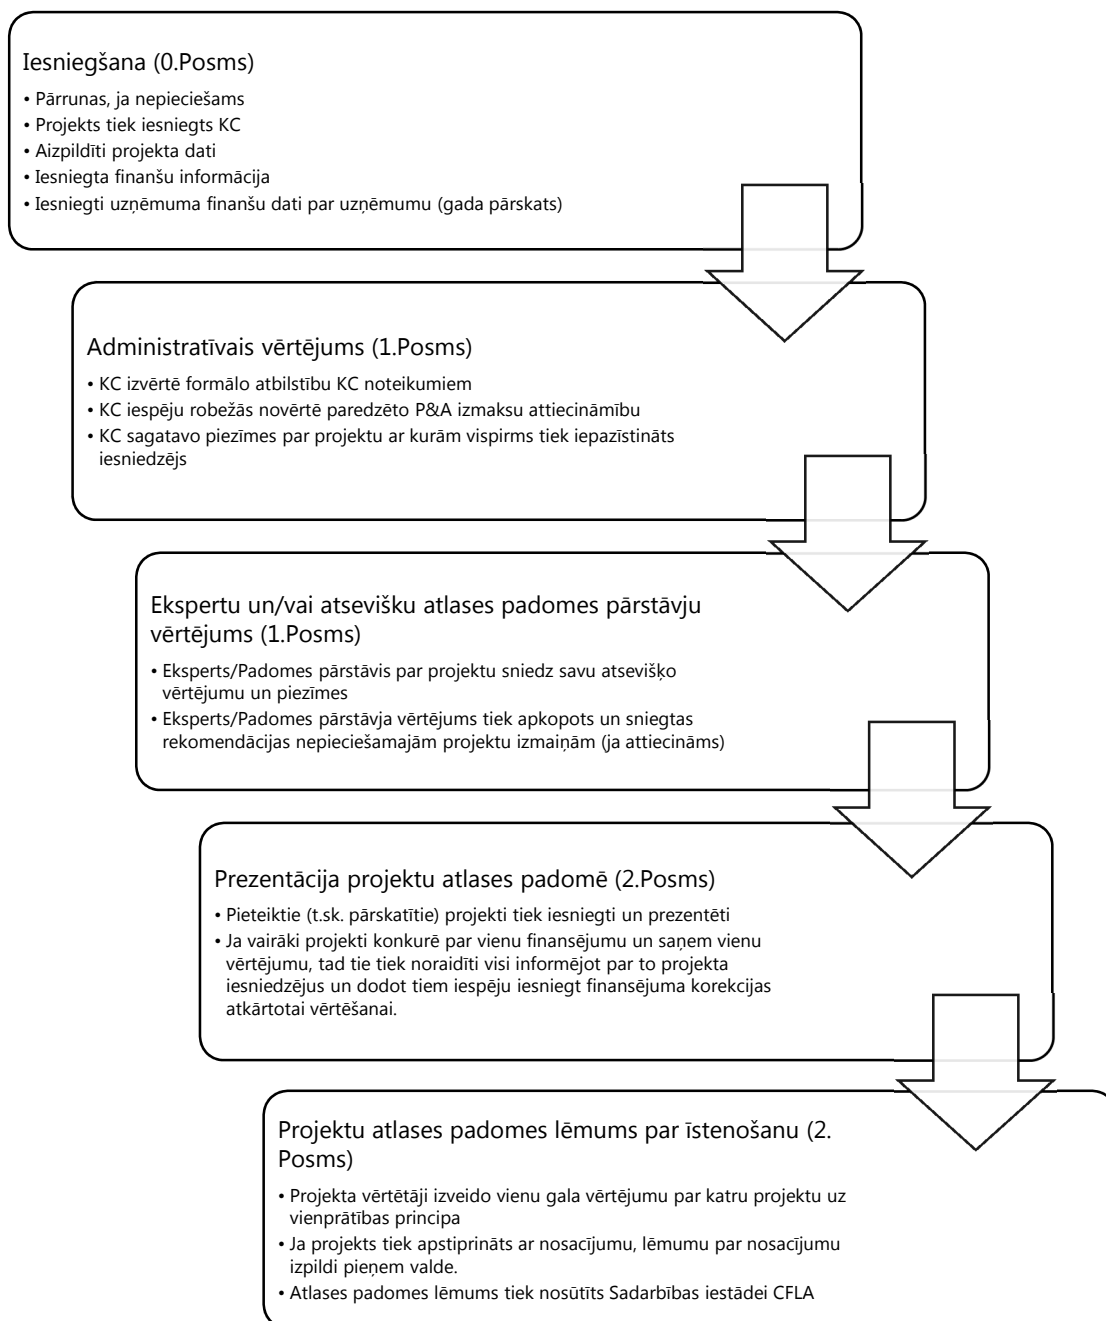 Iesniegšana (0.Posms)
• Pārrunas, ja nepieciešams
• Projekts tiek iesniegts KC
• Aizpildīti projekta dati
• Iesniegta finanšu informācija
• Iesniegti uzņēmuma finanšu dati par uzņēmumu (gada pārskats)
Administratīvais vērtējums (1.Posms)
• KC izvērtē formālo atbilstību KC noteikumiem
• KC iespēju robežās novērtē paredzēto P&A izmaksu attiecināmību
• KC sagatavo piezīmes par projektu ar kurām vispirms tiek iepazīstināts
iesniedzējs
Ekspertu un/vai atsevišku atlases padomes pārstāvju
vērtējums (1.Posms)
• Eksperts/Padomes pārstāvis par projektu sniedz savu atsevišķo
vērtējumu un piezīmes
• Eksperts/Padomes pārstāvja vērtējums tiek apkopots un sniegtas
rekomendācijas nepieciešamajām projektu izmaiņām (ja attiecināms)
Prezentācija projektu atlases padomē (2.Posms)
• Pieteiktie (t.sk. pārskatītie) projekti tiek iesniegti un prezentēti
• Ja vairāki projekti konkurē par vienu finansējumu un saņem vienu
vērtējumu, tad tie tiek noraidīti visi informējot par to projekta
iesniedzējus un dodot tiem iespēju iesniegt finansējuma korekcijas
atkārtotai vērtēšanai.
Projektu atlases padomes lēmums par īstenošanu (2.
Posms)
• Projekta vērtētāji izveido vienu gala vērtējumu par katru projektu uz
vienprātības principa
• Ja projekts tiek apstiprināts ar nosacījumu, lēmumu par nosacījumu
izpildi pieņem valde.
• Atlases padomes lēmums tiek nosūtīts Sadarbības iestādei CFLA